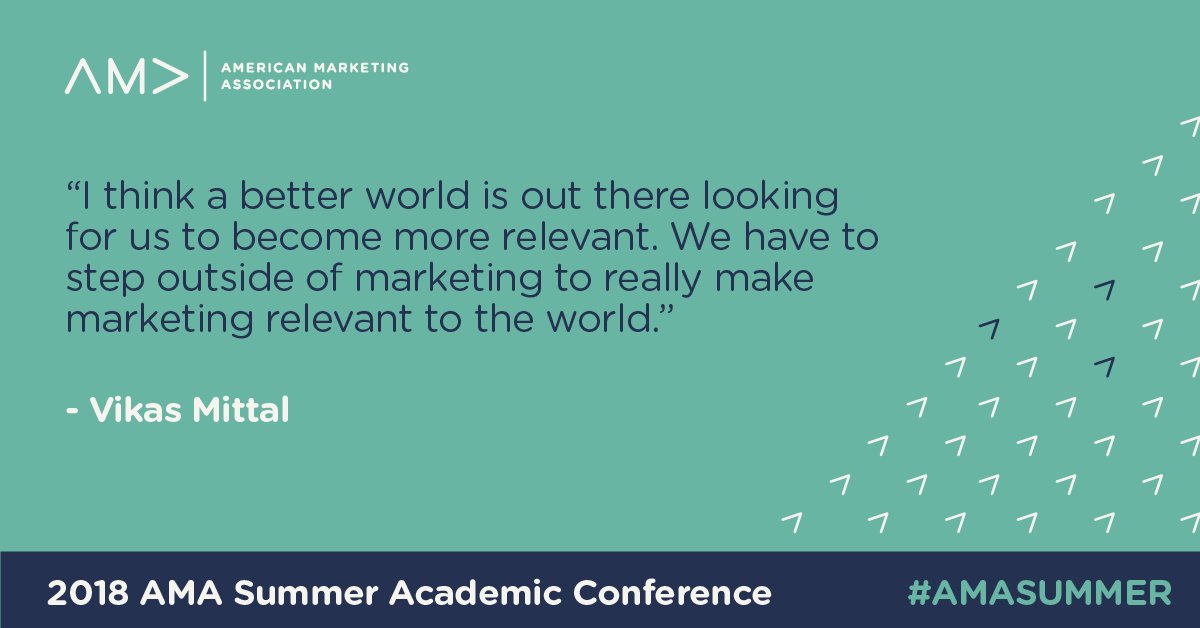 AMA
AMERICAN MARKETING
ASSOCIATION
“I think a better world is out there looking
for us to become more relevant. We have to
step outside of marketing to really make
marketing relevant to the world.”
- Vikas Mittal
2018 AMA Summer Academic Conference
#AMASUMMER